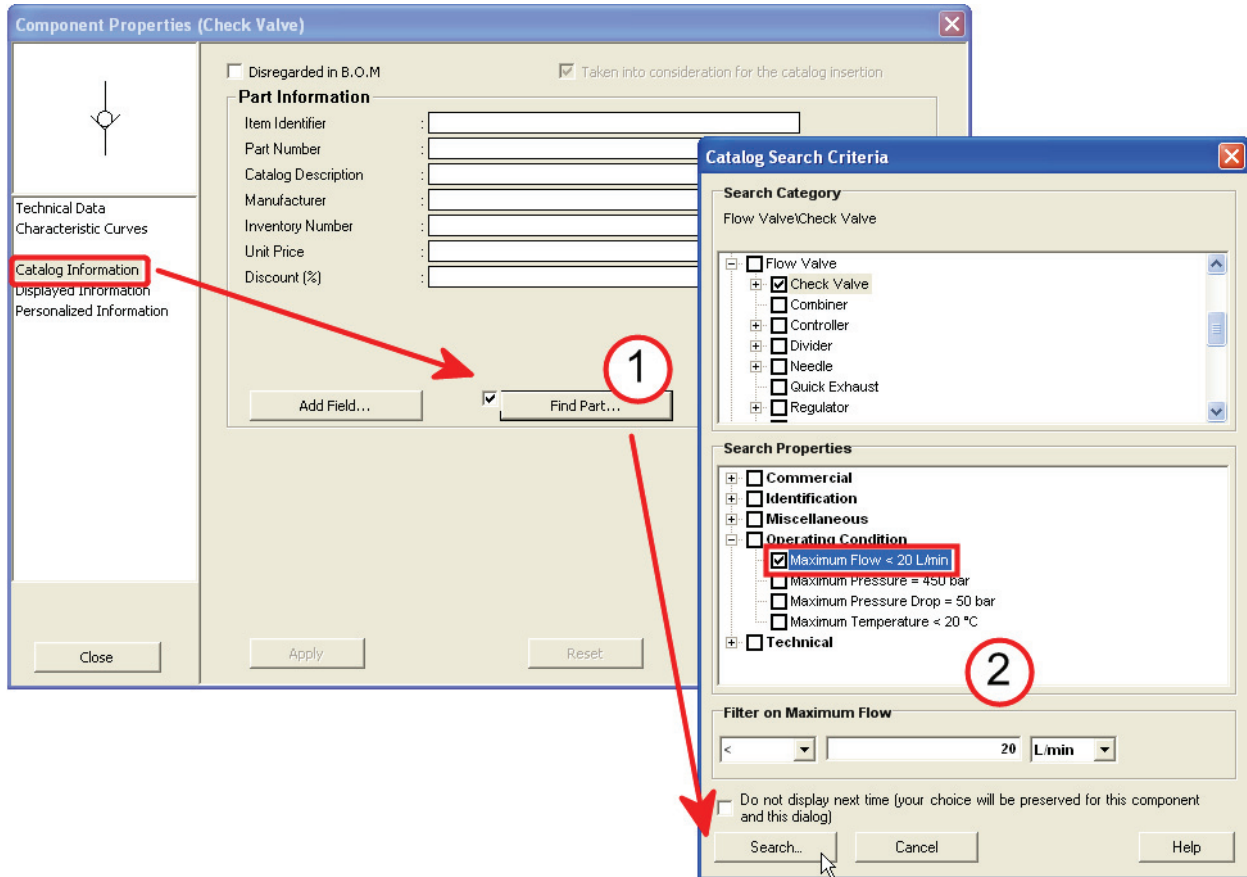 Component Properties (Check Valve)
Disregarded in B.O.M
Taken into consideration for the catalog insertion
Part Information
Item Identifier :
Part Number :
Catalog Description :
Manufacturer :
Inventory Number :
Unit Price :
Discount (%) :
Technical Data
Characteristic Curves
Catalog Information
Displayed Information
Personalized Information
Add Field...
Find Part...
1
Close
Apply
Reset
Catalog Search Criteria
Search Category
Flow Valve\Check Valve
Flow Valve
Check Valve
Combiner
Controller
Divider
Needle
Quick Exhaust
Regulator
Search Properties
Commercial
Identification
Miscellaneous
Operating Condition
Maximum Flow < 20 L/min
Maximum Pressure = 450 bar
Maximum Pressure Drop = 50 bar
Maximum Temperature < 20 °C
Technical
2
Filter on Maximum Flow
< 20 L/min
Do not display next time (your choice will be preserved for this component
and this dialog)
Search...
Cancel
Help